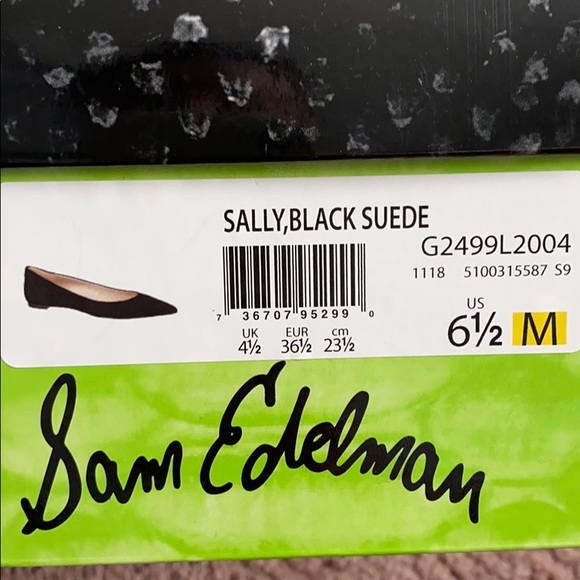 SALLY,BLACK SUEDE
G2499L2004
1118 5100315587 S9
7 36707 95299 0
UK EUR cm
4½ 36½ 23½
US
6½ M
Sam Edelman